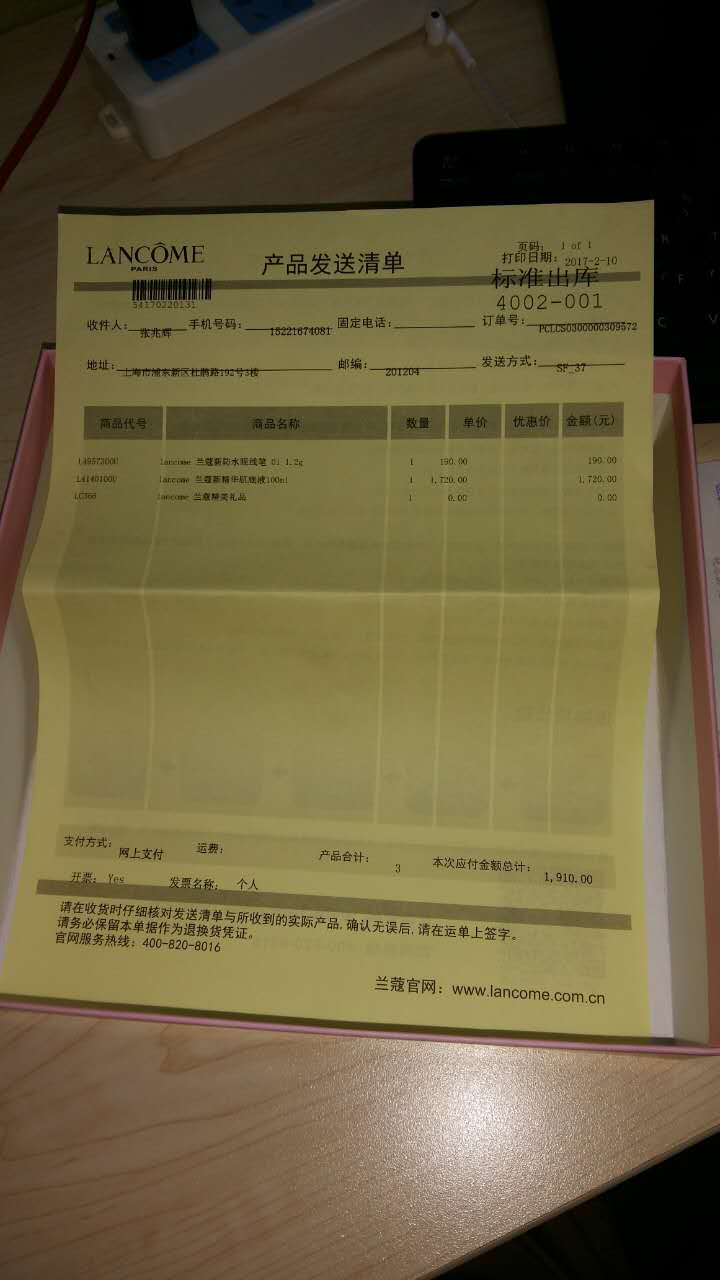 LANCÔME
PARIS
产品发送清单
页码: 1 of 1
打印日期: 2017-2-10
标准出库
4002-001
54170220131
收件人: 张兆辉 手机号码: 15221674081 固定电话: 订单号: PCLCS0300000309572
地址: 上海市浦东新区杜鹃路192号3楼 邮编: 201204 发送方式: SF_37
商品代号 商品名称 数量 单价 优惠价 金额(元)
L4957200U lancome 兰蔻新防水眼线笔 01 1.2g 1 190.00 190.00
L4140100U lancome 兰蔻新精华肌底液100ml 1 1,720.00 1,720.00
LC366 lancome 兰蔻精美礼品 1 0.00 0.00
支付方式: 网上支付 运费: 产品合计: 3 本次应付金额总计: 1,910.00
开票: Yes 发票名称: 个人
请在收货时仔细核对发送清单与所收到的实际产品,确认无误后,请在运单上签字。
请务必保留本单据作为退换货凭证。
官网服务热线: 400-820-8016
兰蔻官网: www.lancome.com.cn